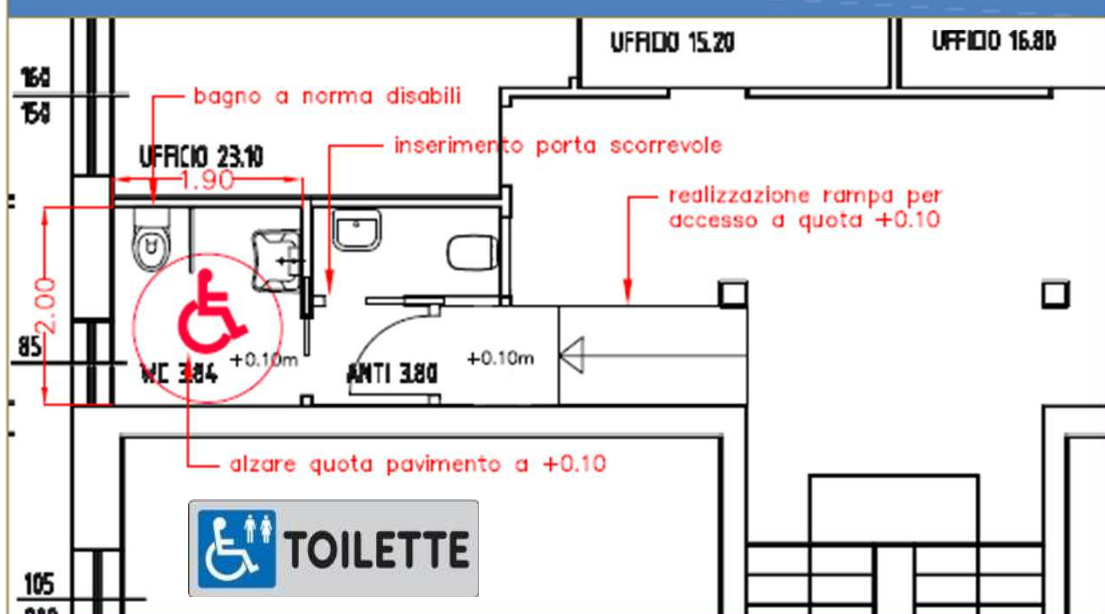 UFFICIO 15.20
UFFICIO 16.80
160
150
bagno a norma disabili
inserimento porta scorrevole
UFFICIO 23.10
1.90
realizzazione rampa per
accesso a quota +0.10
2.00
85
+0.10m
+0.10m
WC 3.84
ANTI 3.80
alzare quota pavimento a +0.10
TOILETTE
105